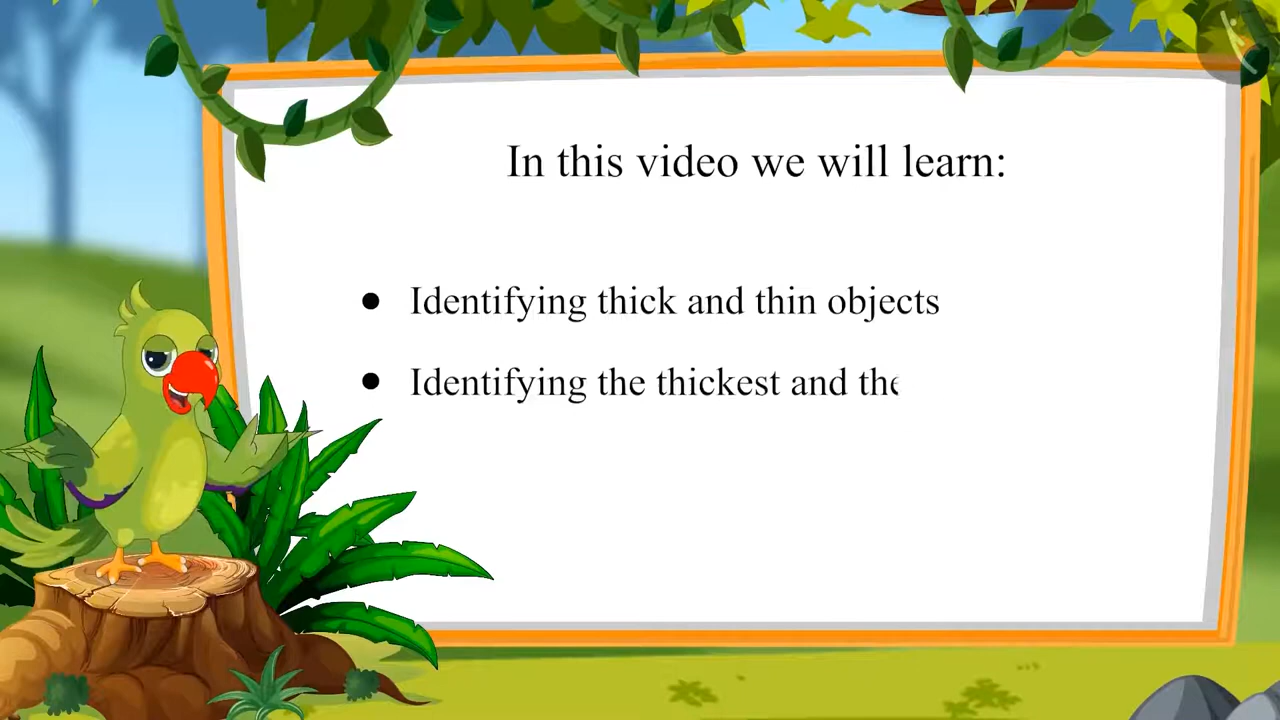 In this video we will learn:
● Identifying thick and thin objects
● Identifying the thickest and the